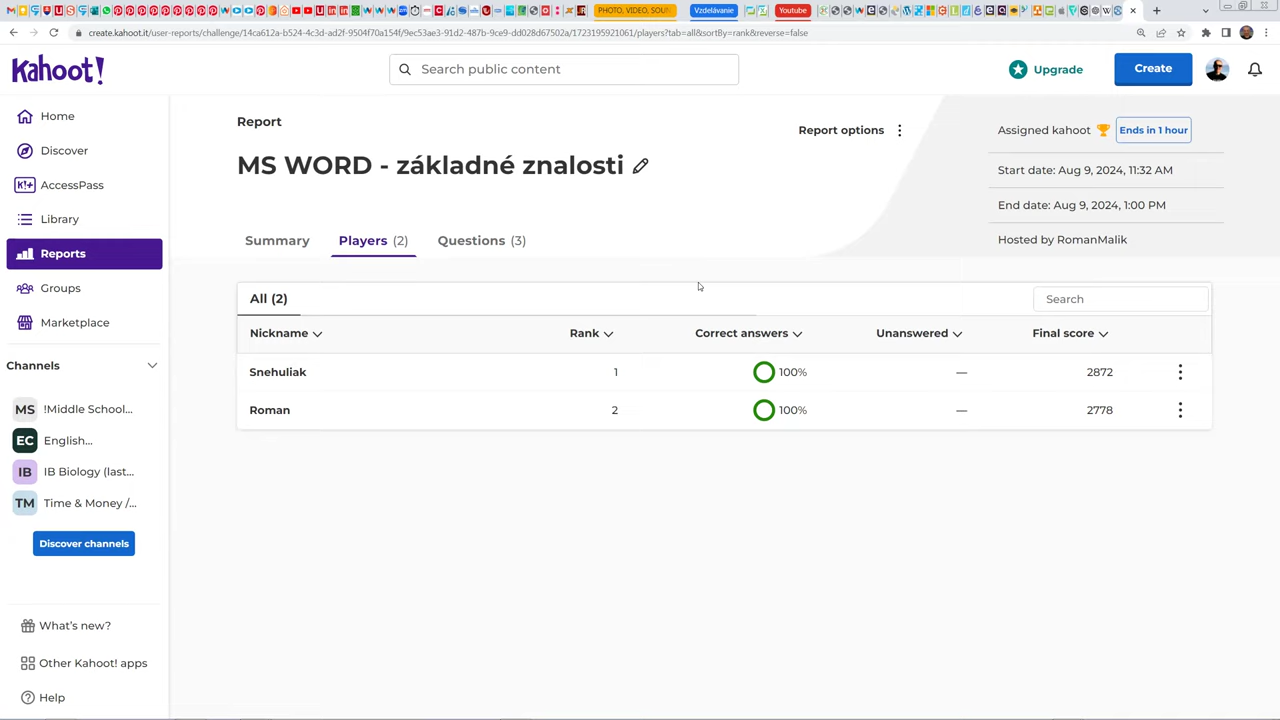 PHOTO, VIDEO, SOU
Vzdelávanie
Youtube
create.kahoot.it/user-reports/challenge/14ca612a-b524-4c3d-ad2f-9504f70a154f/9ec53ae3-91d2-487b-9ce9-dd028d67502a/1723195921061/players?tab=all&sortBy=rank&reverse=false
Kahoot!
Search public content
Upgrade
Create
Home
Discover
K!+ AccessPass
Library
Reports
Groups
Marketplace
Channels
MS !Middle School...
EC English...
IB IB Biology (last...
TM Time & Money /...
Discover channels
What's new?
Other Kahoot! apps
Help
Report
Report options
MS WORD - základné znalosti
Assigned kahoot Ends in 1 hour
Start date: Aug 9, 2024, 11:32 AM
End date: Aug 9, 2024, 1:00 PM
Hosted by RomanMalik
Summary Players (2) Questions (3)
All (2) Search
Nickname Rank Correct answers Unanswered Final score
Snehuliak 1 100% — 2872
Roman 2 100% — 2778